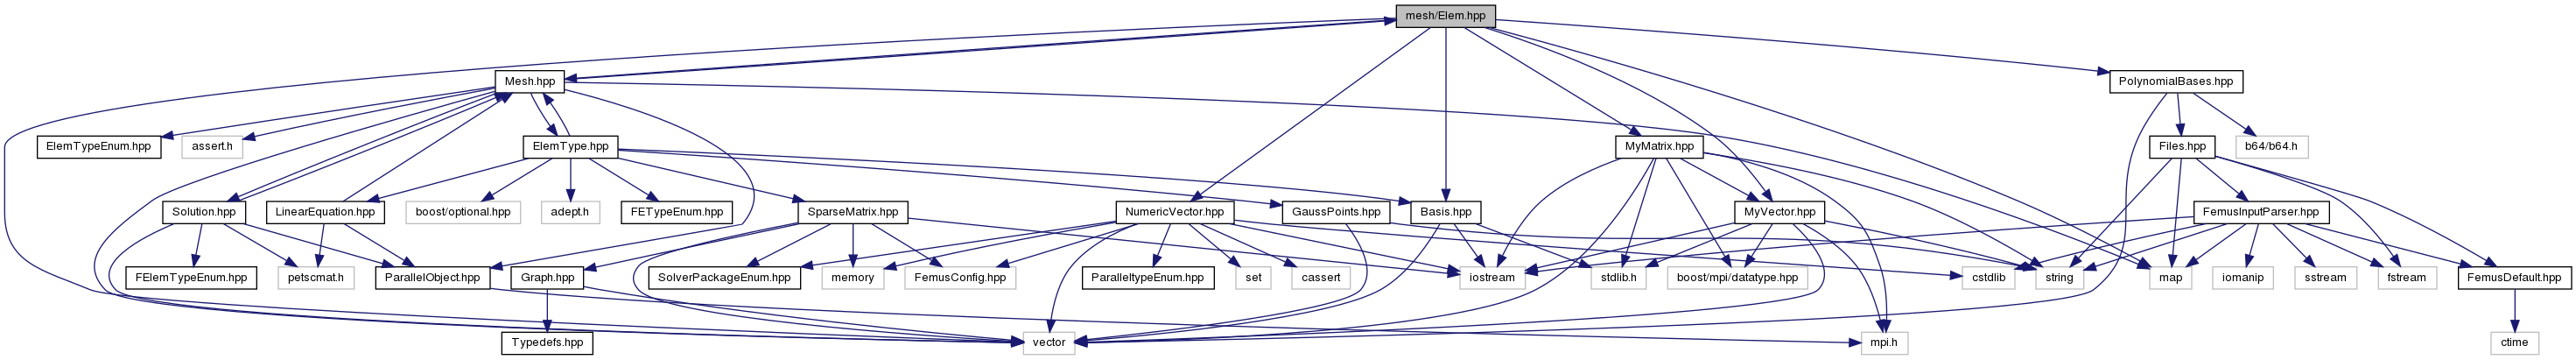 mesh/Elem.hpp
Mesh.hpp
PolynomialBases.hpp
ElemTypeEnum.hpp
assert.h
ElemType.hpp
MyMatrix.hpp
Files.hpp
b64/b64.h
Solution.hpp
LinearEquation.hpp
boost/optional.hpp
adept.h
FETypeEnum.hpp
SparseMatrix.hpp
NumericVector.hpp
GaussPoints.hpp
Basis.hpp
MyVector.hpp
FemusInputParser.hpp
FElemTypeEnum.hpp
petscmat.h
ParallelObject.hpp
Graph.hpp
SolverPackageEnum.hpp
memory
FemusConfig.hpp
ParalleltypeEnum.hpp
set
cassert
iostream
stdlib.h
boost/mpi/datatype.hpp
cstdlib
string
map
iomanip
sstream
fstream
FemusDefault.hpp
Typedefs.hpp
vector
mpi.h
ctime